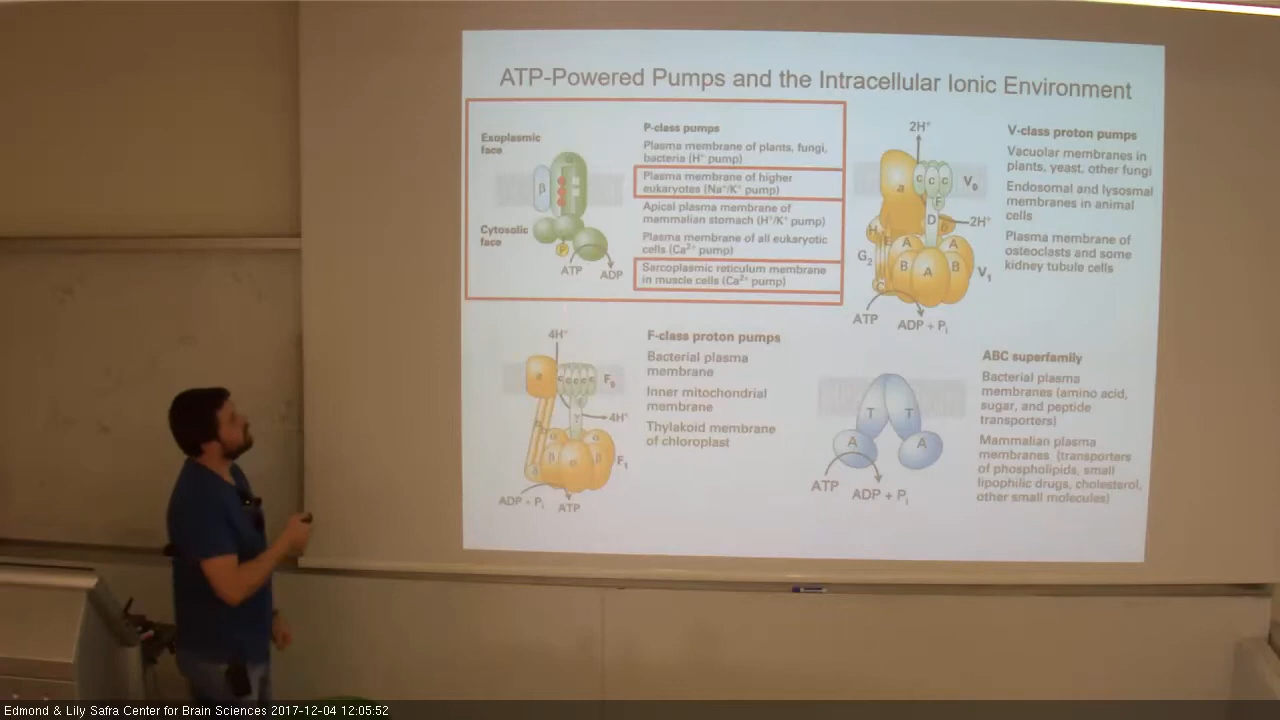 ATP-Powered Pumps and the Intracellular Ionic Environment
Exoplasmic
face
β
Cytosolic
face
P
ATP
ADP
P-class pumps
Plasma membrane of plants, fungi,
bacteria (H⁺ pump)
Plasma membrane of higher
eukaryotes (Na⁺/K⁺ pump)
Apical plasma membrane of
mammalian stomach (H⁺/K⁺ pump)
Plasma membrane of all eukaryotic
cells (Ca²⁺ pump)
Sarcoplasmic reticulum membrane
in muscle cells (Ca²⁺ pump)
2H⁺
a
C C C
V₀
F
D
2H⁺
H
E
A
A
G₂
B
A
B
V₁
C
ATP
ADP + Pᵢ
V-class proton pumps
Vacuolar membranes in
plants, yeast, other fungi
Endosomal and lysosmal
membranes in animal
cells
Plasma membrane of
osteoclasts and some
kidney tubule cells
4H⁺
a
c c c c c
F₀
γ
4H⁺
α
α
β
α
β
F₁
δ
ADP + Pᵢ
ATP
F-class proton pumps
Bacterial plasma
membrane
Inner mitochondrial
membrane
Thylakoid membrane
of chloroplast
T
T
A
A
ATP
ADP + Pᵢ
ABC superfamily
Bacterial plasma
membranes (amino acid,
sugar, and peptide
transporters)
Mammalian plasma
membranes (transporters
of phospholipids, small
lipophilic drugs, cholesterol,
other small molecules)
Edmond & Lily Safra Center for Brain Sciences 2017-12-04 12:05:52